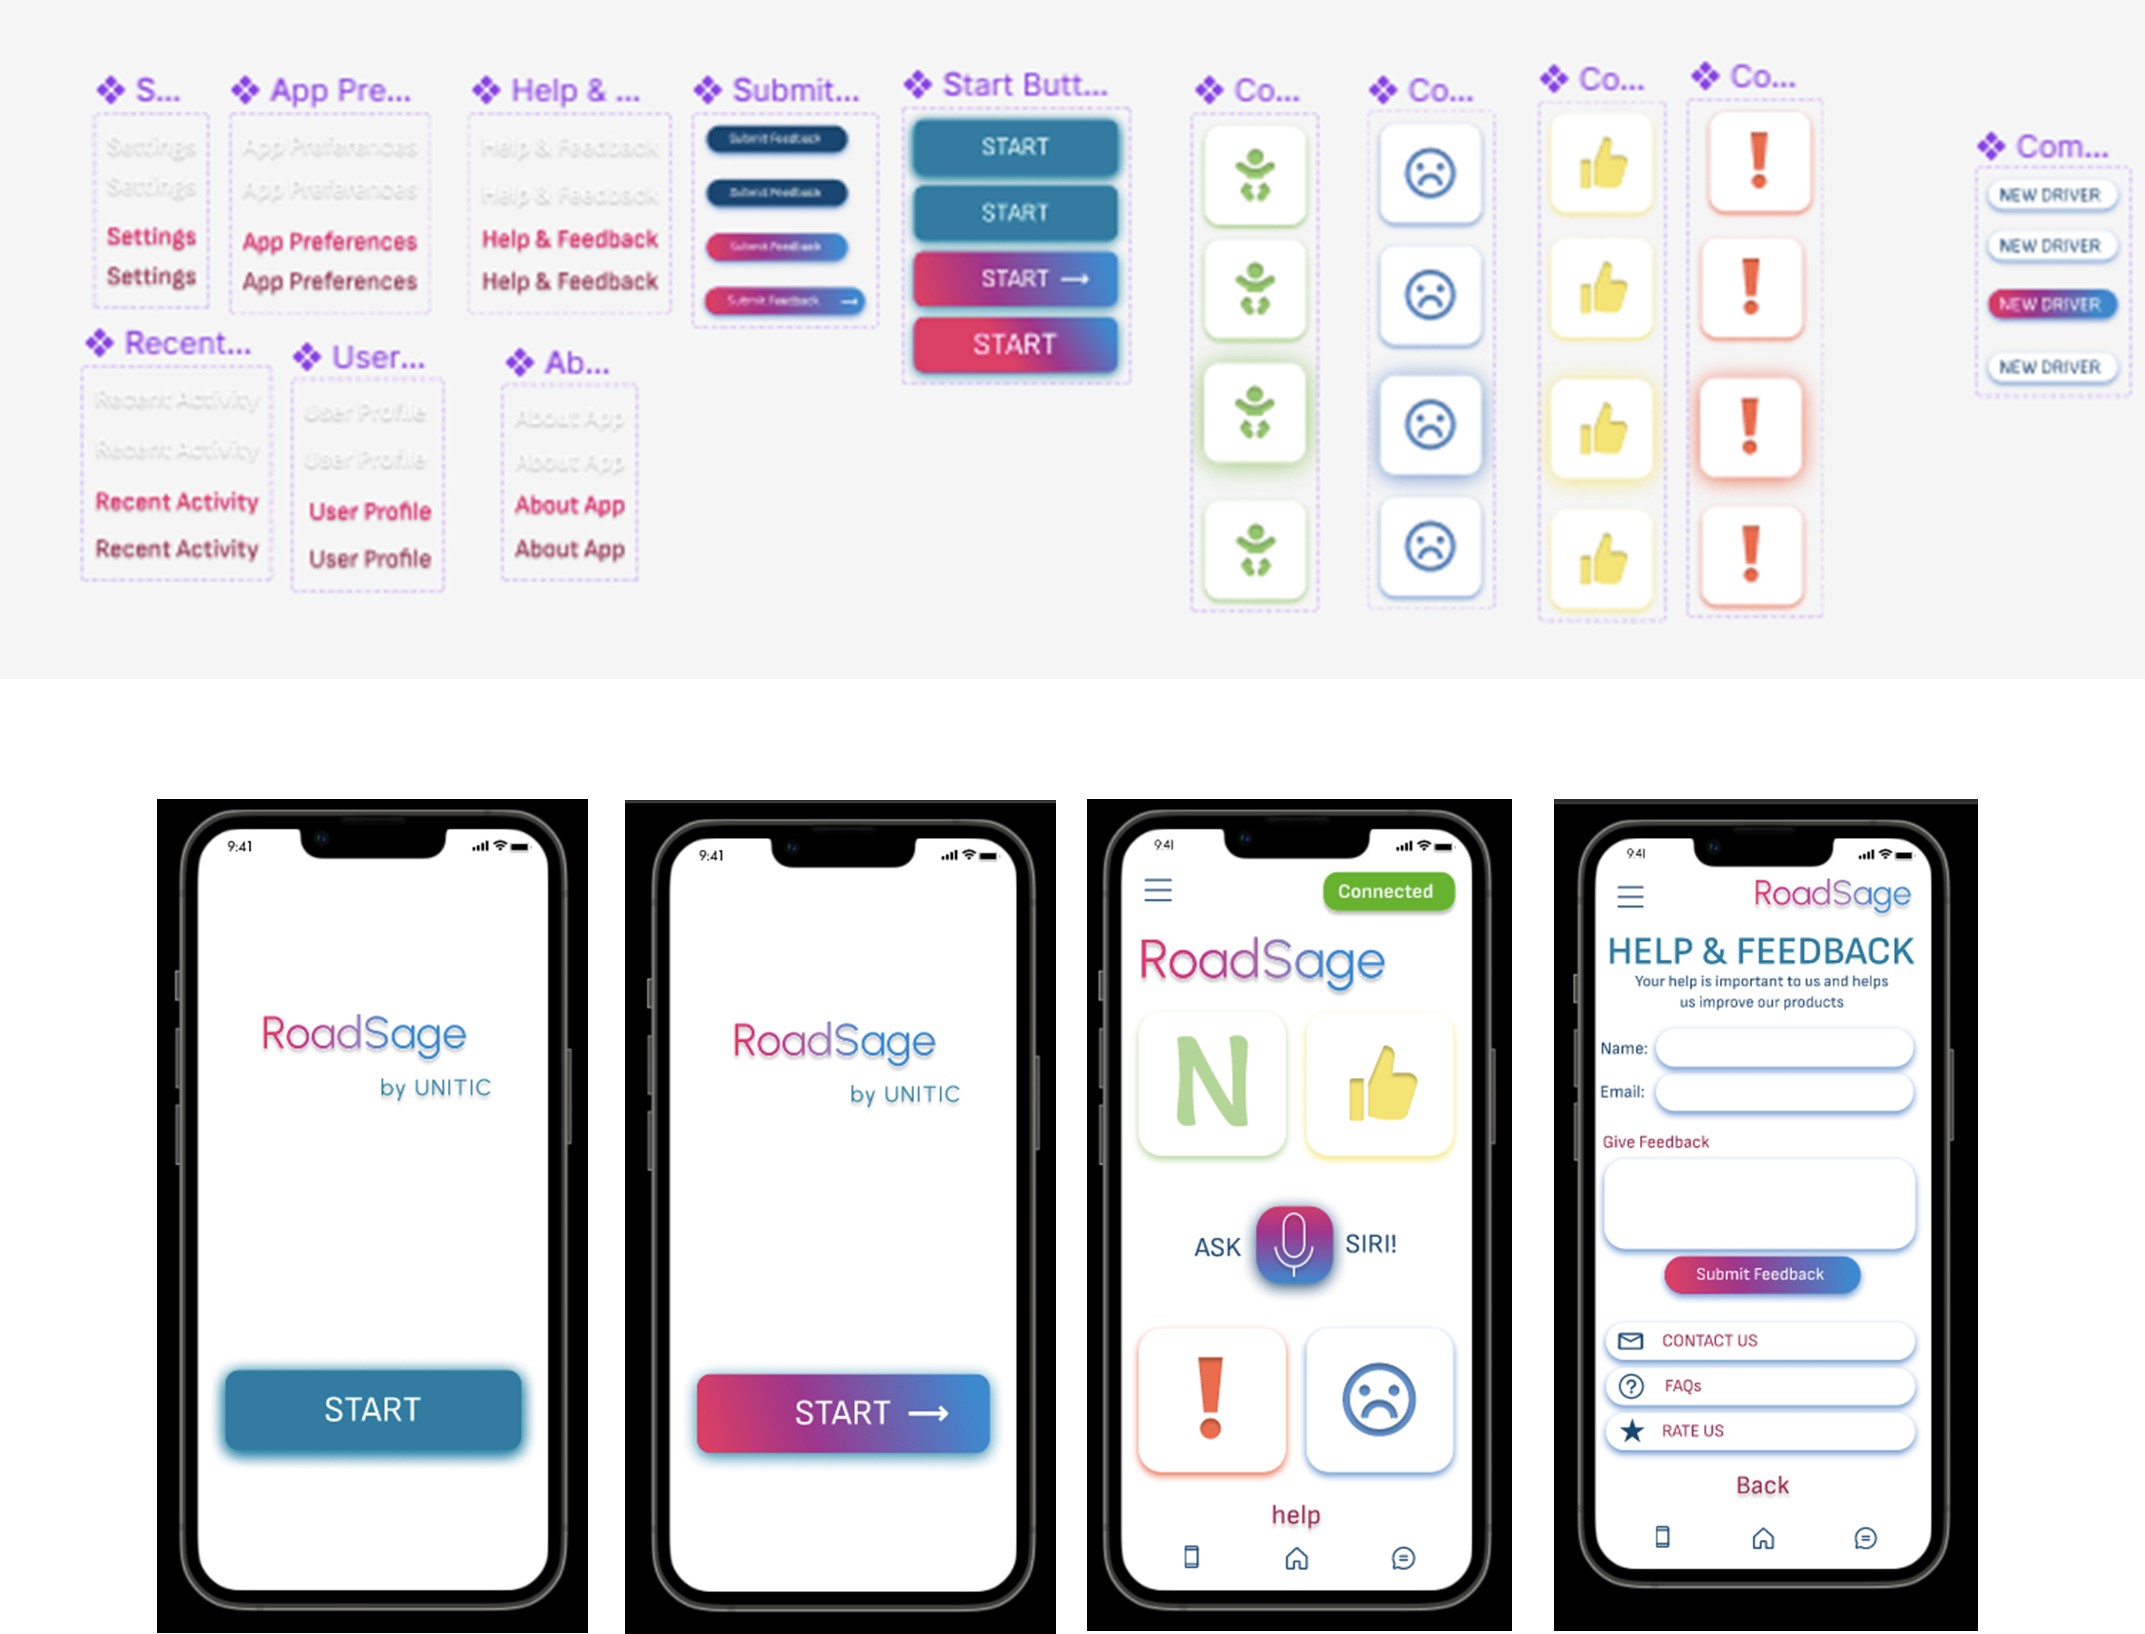 S...
App Pre...
Help & ...
Submit...
Start Butt...
Co...
Co...
Co...
Co...
Com...
Settings
Settings
Settings
Settings
App Preferences
App Preferences
App Preferences
App Preferences
Help & Feedback
Help & Feedback
Help & Feedback
Help & Feedback
Submit Feedback
Submit Feedback
Submit Feedback
Submit Feedback →
START
START
START →
START
NEW DRIVER
NEW DRIVER
NEW DRIVER
NEW DRIVER
Recent...
User...
Ab...
Recent Activity
Recent Activity
Recent Activity
Recent Activity
User Profile
User Profile
User Profile
User Profile
About App
About App
About App
About App
9:41
RoadSage
by UNITIC
START
9:41
RoadSage
by UNITIC
START →
9:41
Connected
RoadSage
N
ASK SIRI!
help
9:41
RoadSage
HELP & FEEDBACK
Your help is important to us and helps
us improve our products
Name:
Email:
Give Feedback
Submit Feedback
CONTACT US
FAQs
RATE US
Back